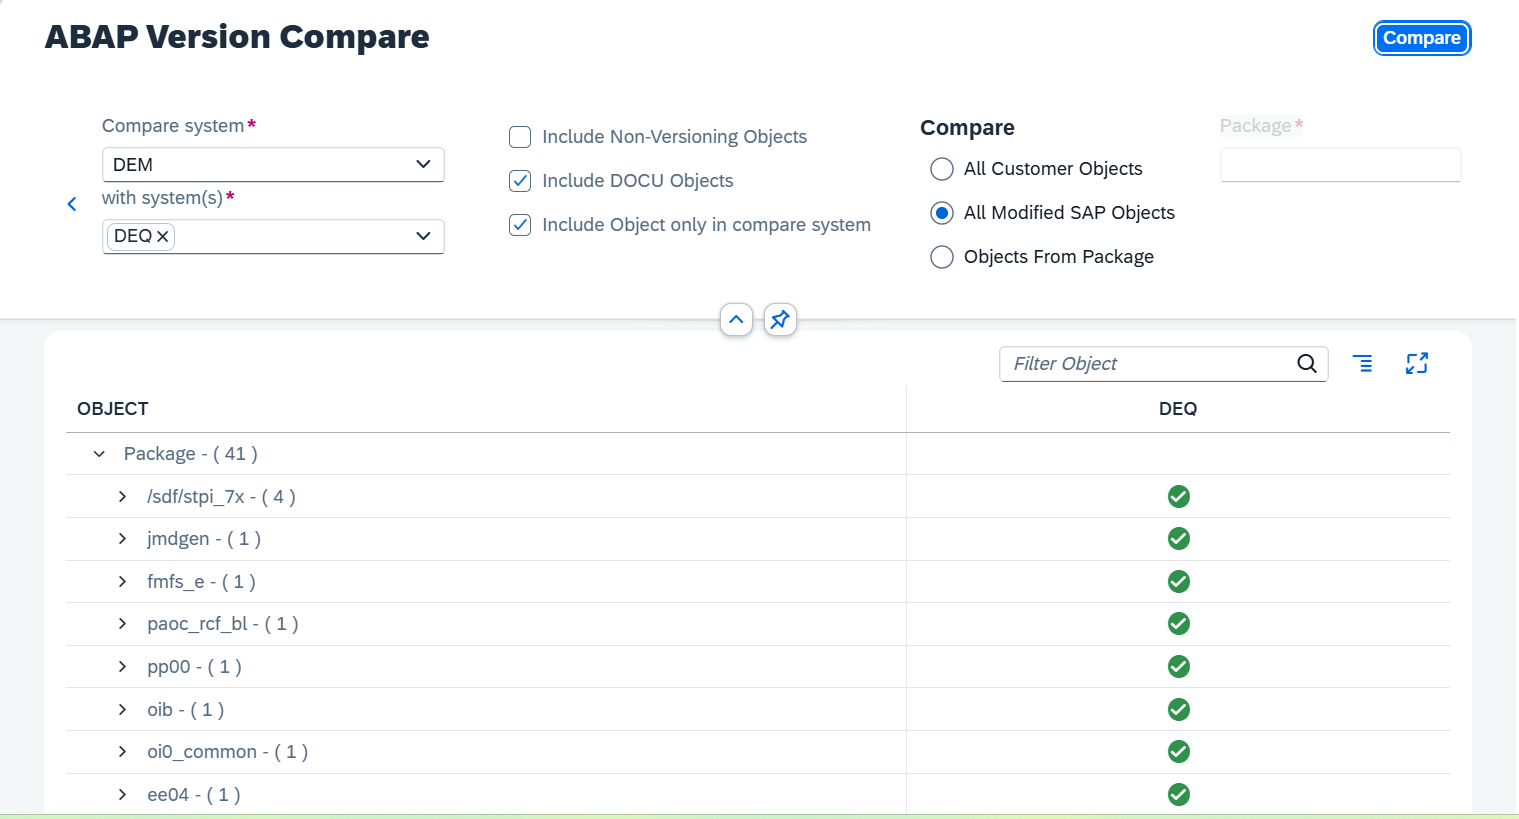 ABAP Version Compare
Compare
Compare system*
DEM
with system(s)*
DEQ
Include Non-Versioning Objects
Include DOCU Objects
Include Object only in compare system
Compare
All Customer Objects
All Modified SAP Objects
Objects From Package
Package*
Filter Object
OBJECT DEQ
Package - ( 41 )
/sdf/stpi_7x - ( 4 )
jmdgen - ( 1 )
fmfs_e - ( 1 )
paoc_rcf_bl - ( 1 )
pp00 - ( 1 )
oib - ( 1 )
oi0_common - ( 1 )
ee04 - ( 1 )